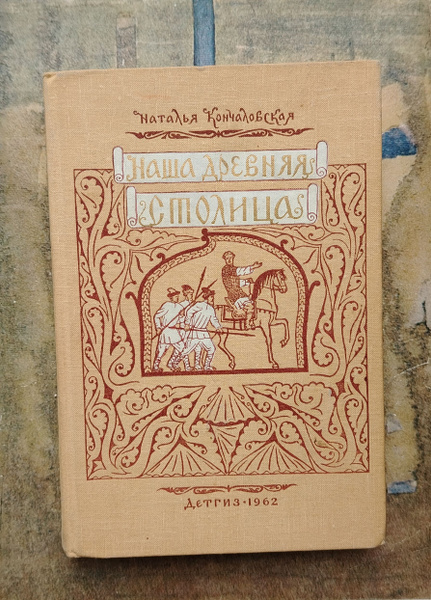 Наталья Кончаловская
Наша древняя
столица
Детгиз·1962